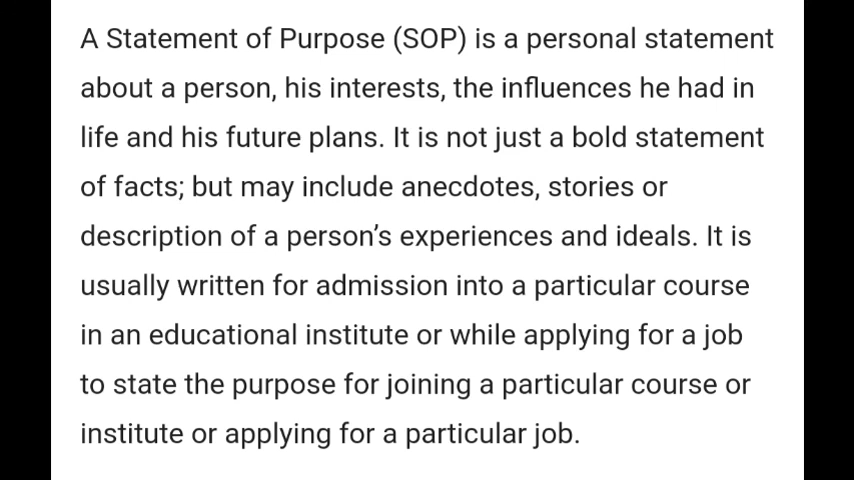 A Statement of Purpose (SOP) is a personal statement
about a person, his interests, the influences he had in
life and his future plans. It is not just a bold statement
of facts; but may include anecdotes, stories or
description of a person’s experiences and ideals. It is
usually written for admission into a particular course
in an educational institute or while applying for a job
to state the purpose for joining a particular course or
institute or applying for a particular job.